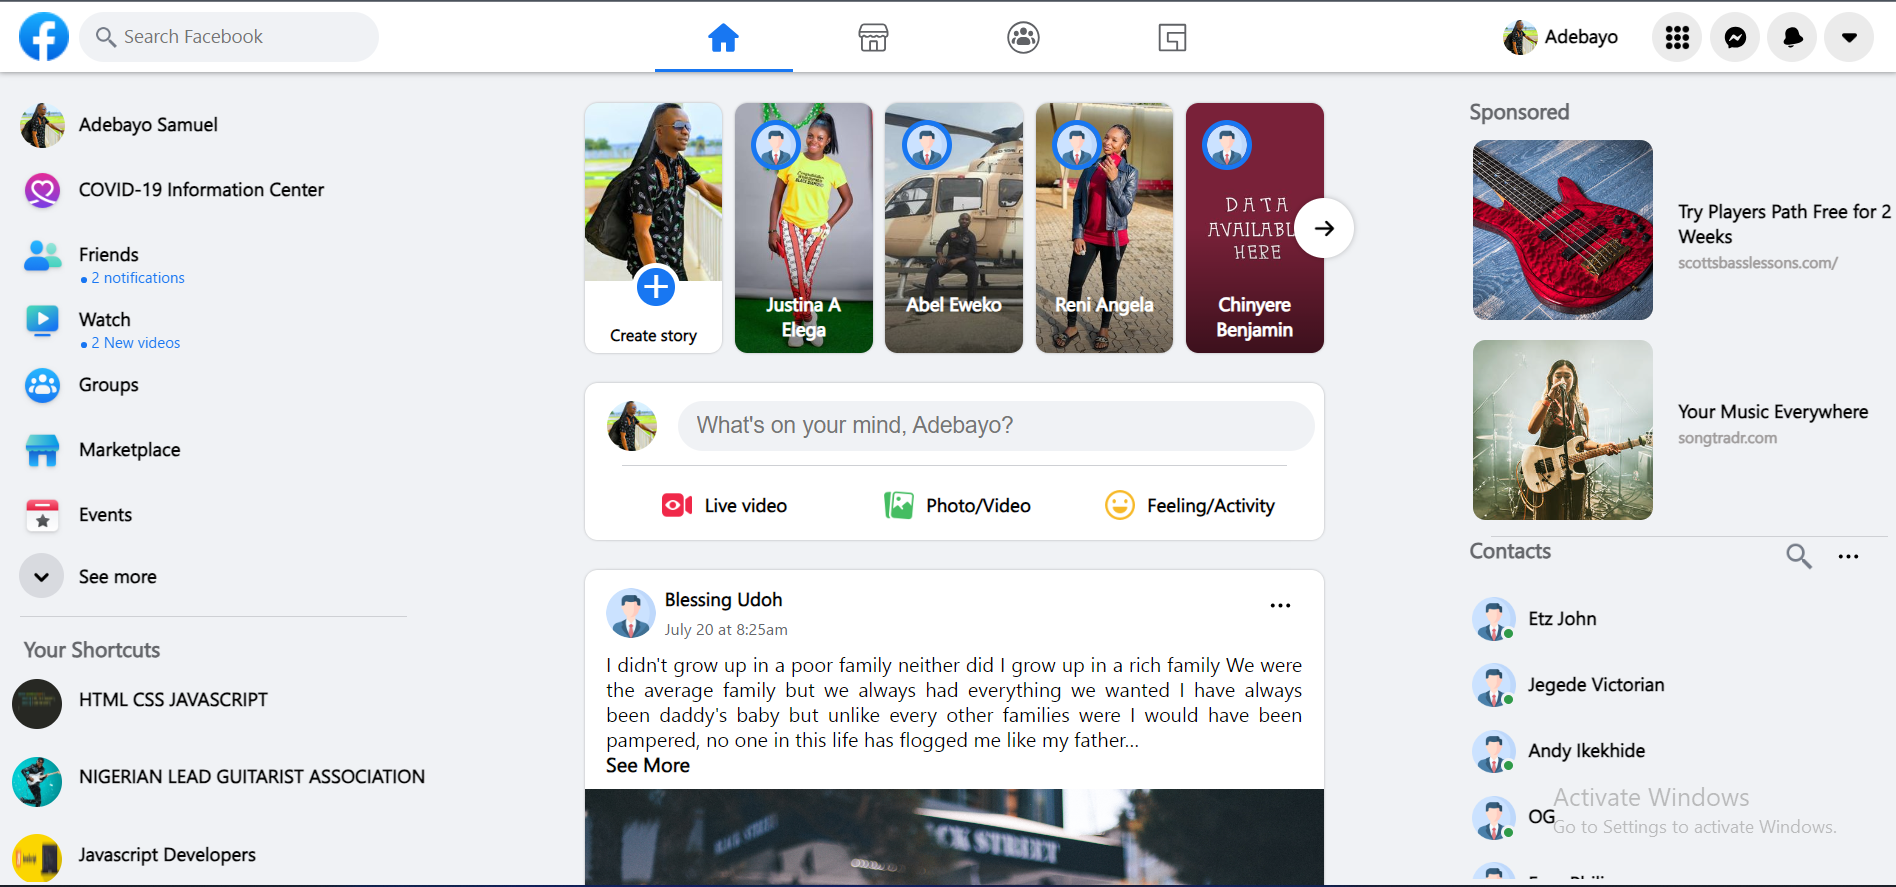 Search Facebook
Adebayo
Adebayo Samuel
COVID-19 Information Center
Friends
2 notifications
Watch
2 New videos
Groups
Marketplace
Events
See more
Your Shortcuts
HTML CSS JAVASCRIPT
NIGERIAN LEAD GUITARIST ASSOCIATION
Javascript Developers
Create story
Justina A
Elega
Abel Eweko
Reni Angela
DATA
HERE
Chinyere
Benjamin
What's on your mind, Adebayo?
Live video
Photo/Video
Feeling/Activity
Blessing Udoh
July 20 at 8:25am
I didn't grow up in a poor family neither did I grow up in a rich family We were
the average family but we always had everything we wanted I have always
been daddy's baby but unlike every other families were I would have been
pampered, no one in this life has flogged me like my father...
See More
STREET
Sponsored
Try Players Path Free for 2
Weeks
scottsbasslessons.com/
Your Music Everywhere
songtradr.com
Contacts
Etz John
Jegede Victorian
Andy Ikekhide
OG
Activate Windows
Go to Settings to activate Windows.